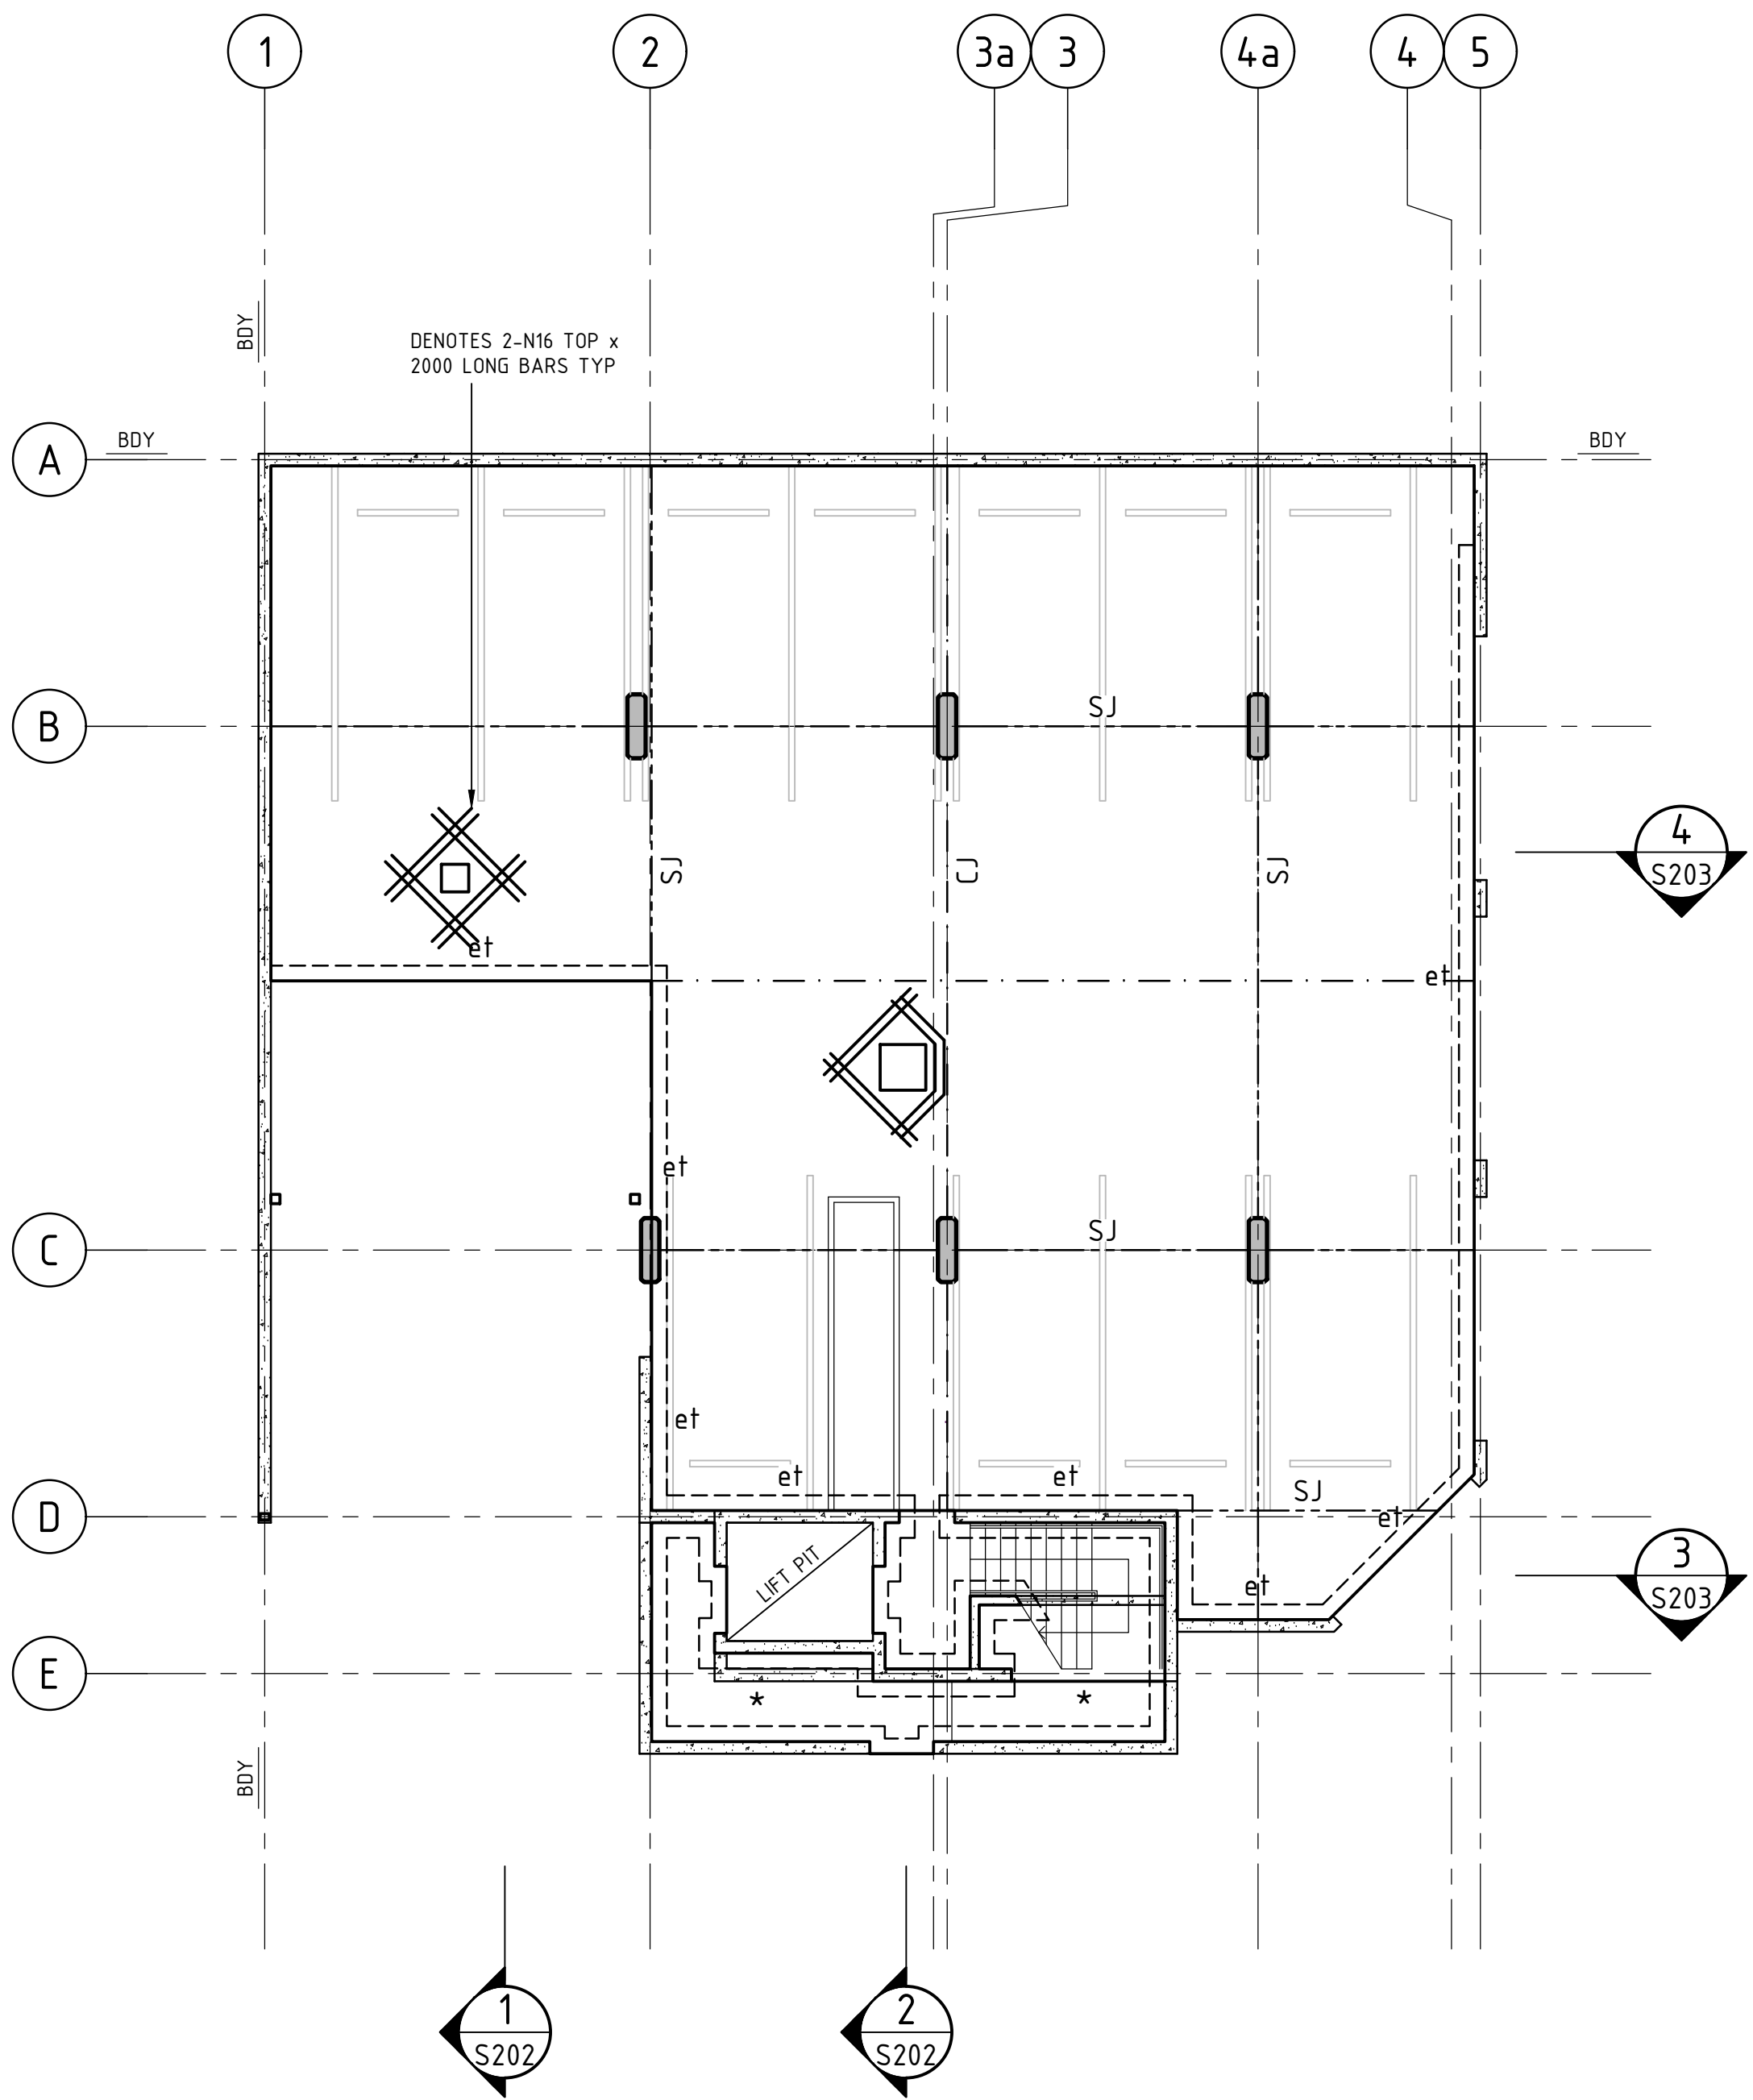 1
2
3a
3
4a
4
5
BDY
DENOTES 2-N16 TOP x
2000 LONG BARS TYP
A
BDY
BDY
B
SJ
SJ
CJ
SJ
4
S203
et
et
et
C
SJ
et
et
et
SJ
D
et
LIFT PIT
et
3
S203
E
*
*
BDY
1
S202
2
S202